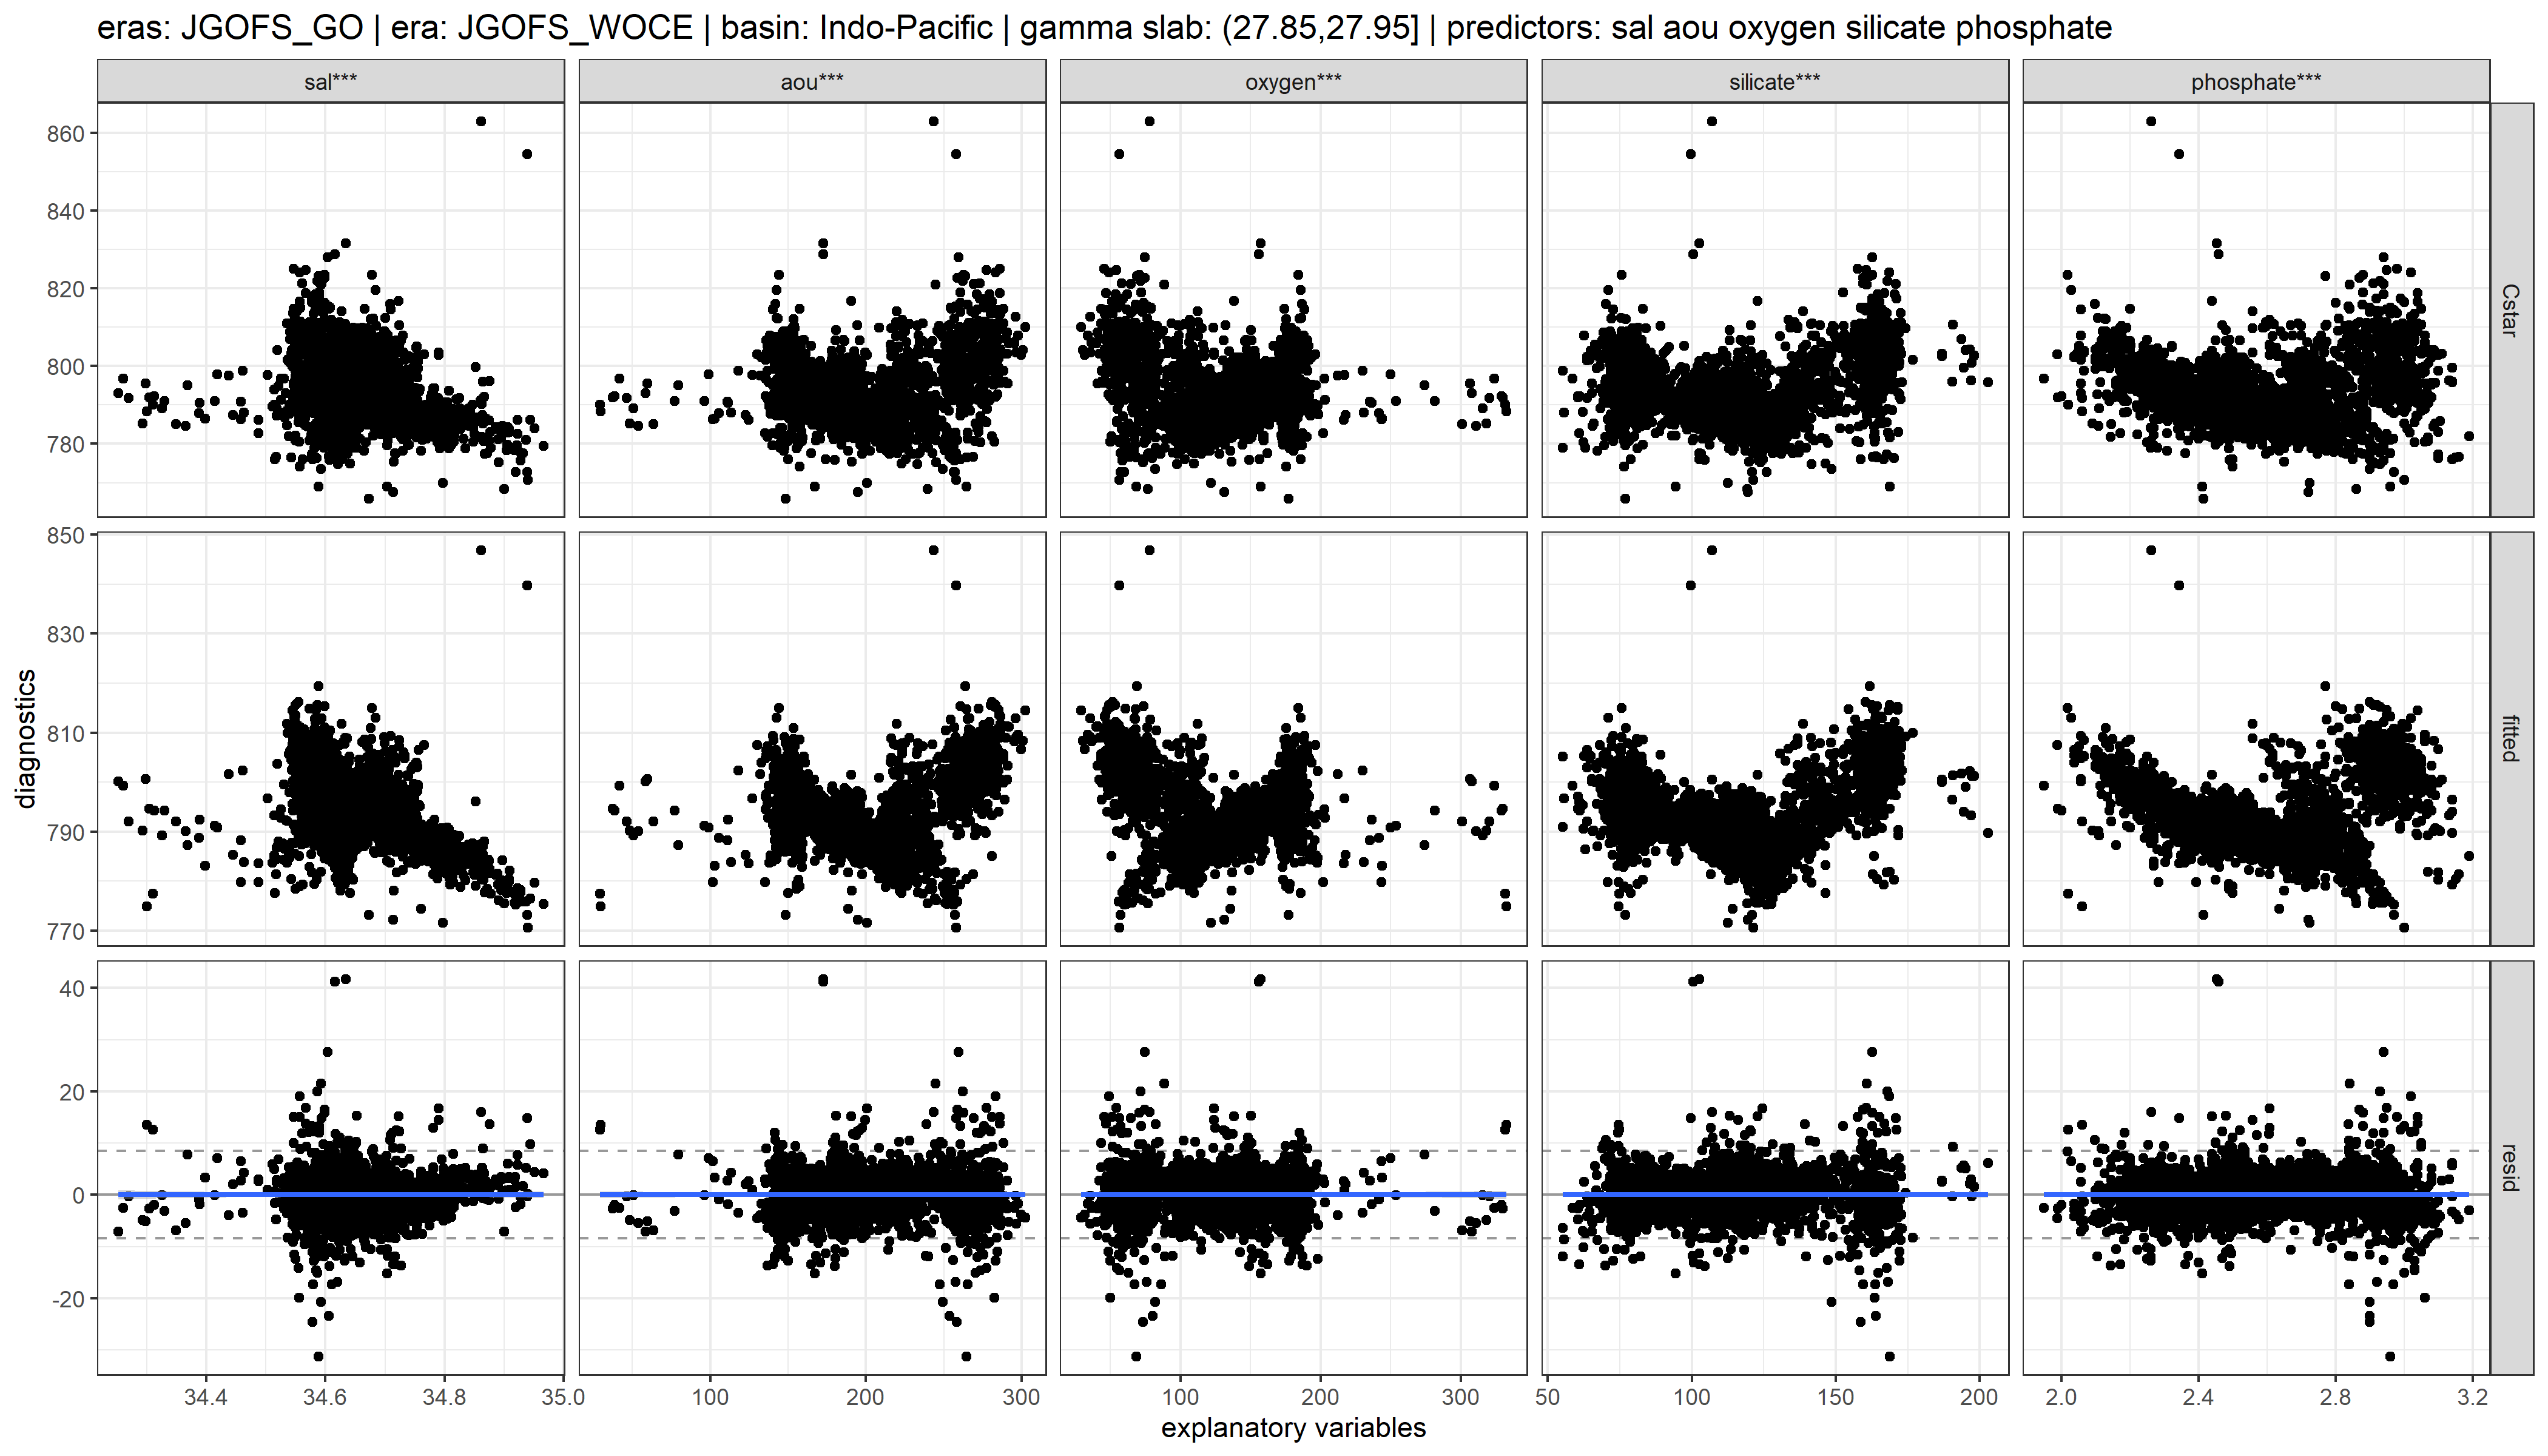 eras: JGOFS_GO | era: JGOFS_WOCE | basin: Indo-Pacific | gamma slab: (27.85,27.95] | predictors: sal aou oxygen silicate phosphate
sal*** aou*** oxygen*** silicate*** phosphate***
860
840
820
800
780
Cstar
850
830
810
790
770
fitted
diagnostics
40
20
0
-20
resid
34.4 34.6 34.8 35.0 100 200 300 100 200 300 50 100 150 200 2.0 2.4 2.8 3.2
explanatory variables